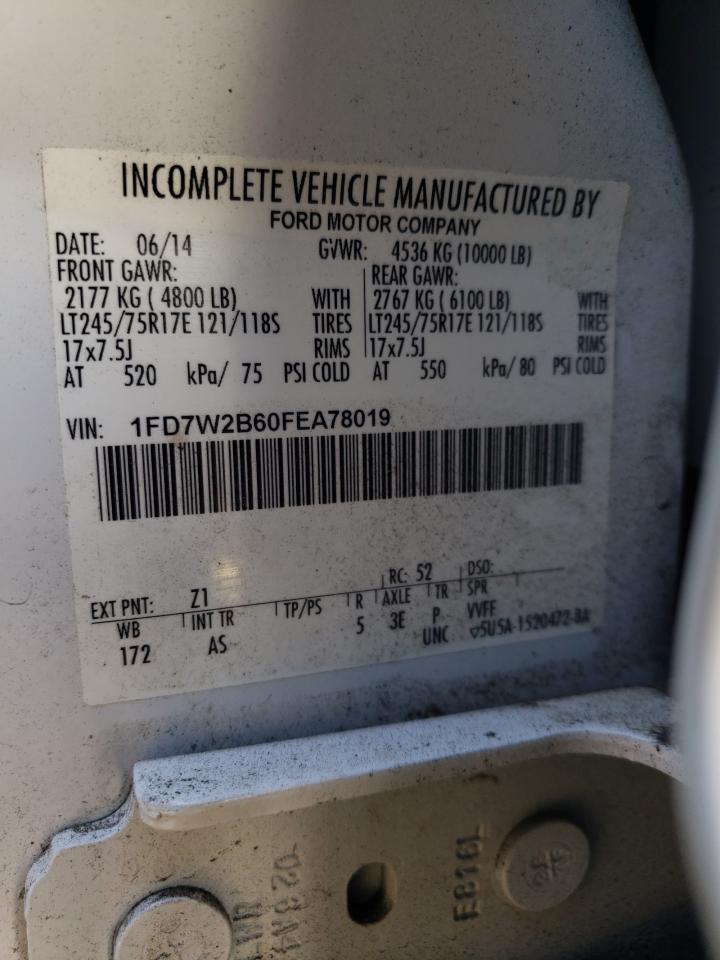 INCOMPLETE VEHICLE MANUFACTURED BY
FORD MOTOR COMPANY
DATE: 06/14 GVWR: 4536 KG (10000 LB)
FRONT GAWR: REAR GAWR:
2177 KG ( 4800 LB) WITH 2767 KG ( 6100 LB) WITH
LT245/75R17E 121/118S TIRES LT245/75R17E 121/118S TIRES
17x7.5J RIMS 17x7.5J RIMS
AT 520 kPa/ 75 PSI COLD AT 550 kPa/ 80 PSI COLD
VIN: 1FD7W2B60FEA78019
EXT PNT: Z1 RC: 52 DSO:
WB INT TR TP/PS R AXLE TR SPR
172 AS 5 3E P VVFF
UNC 5U5A-1520472-BA
E816L